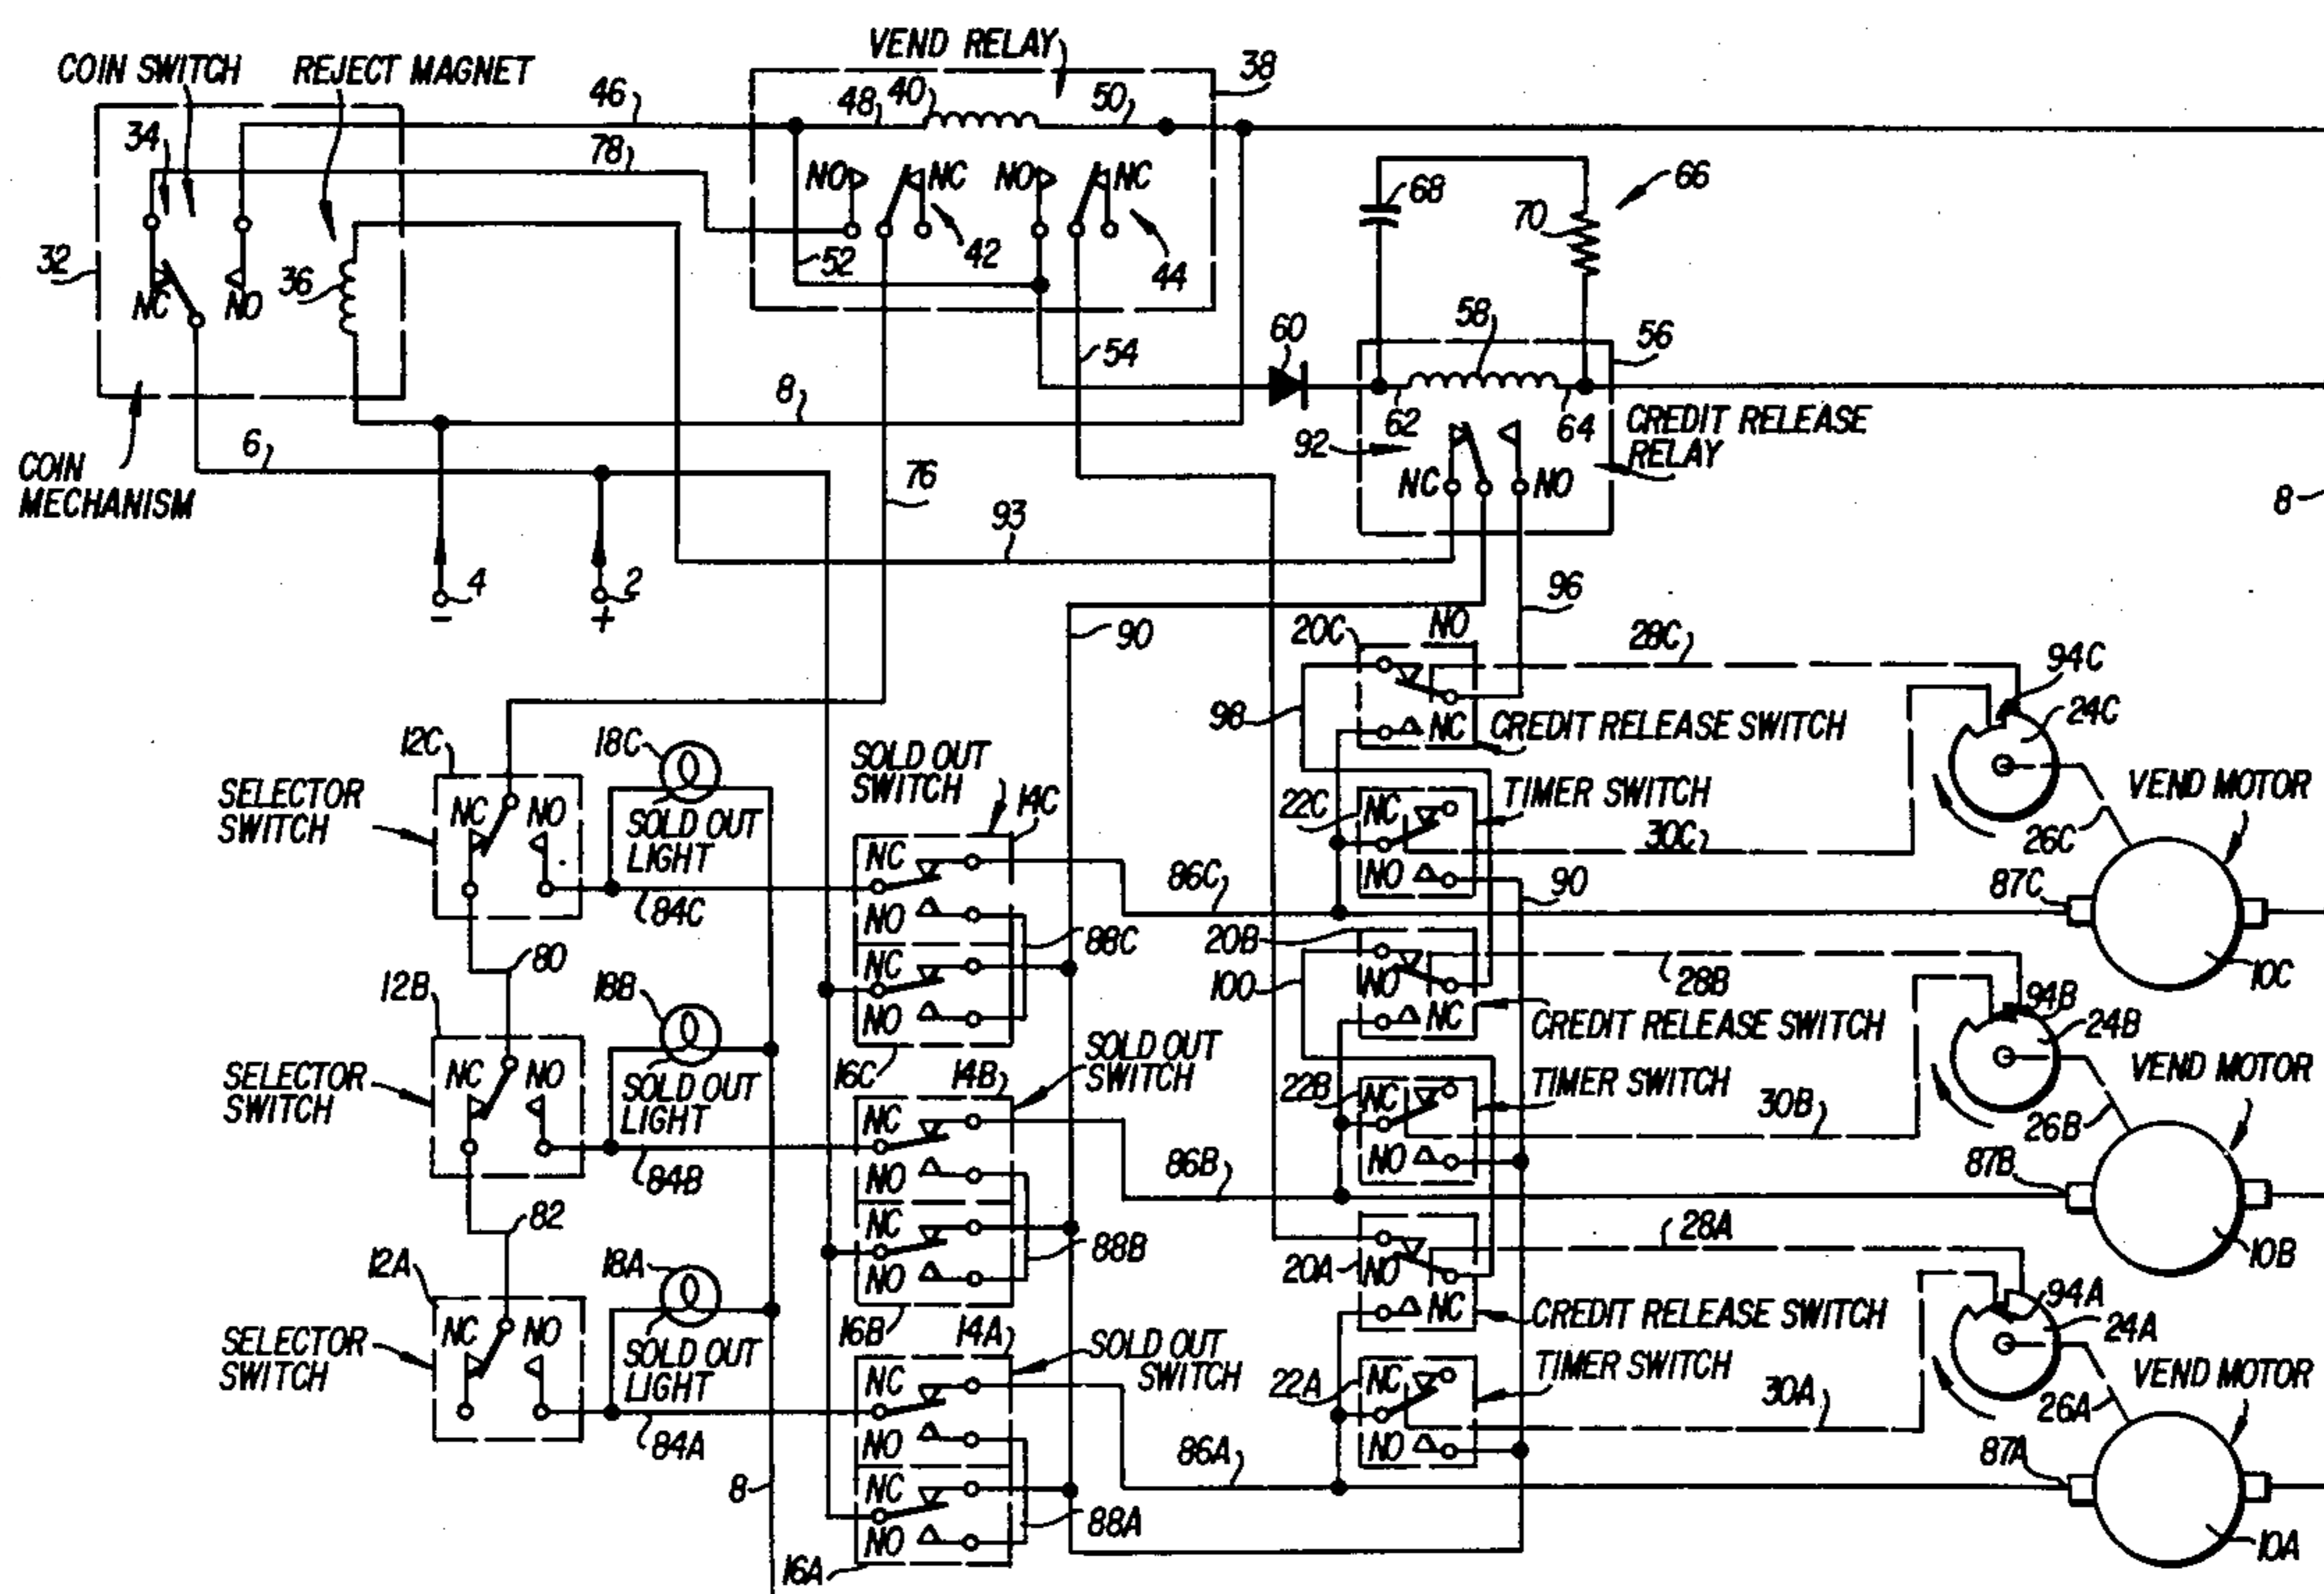 COIN SWITCH
REJECT MAGNET
VEND RELAY
38
46
48
40
50
34
78
NO
NC
NO
NC
68
66
70
32
NC
NO
36
52
42
44
60
58
56
54
8
62
64
92
CREDIT RELEASE
RELAY
6
COIN
MECHANISM
76
NC
NO
8
93
4
2
−
+
96
90
20C
NO
28C
94C
98
NC
CREDIT RELEASE SWITCH
24C
12C
18C
SOLD OUT
SWITCH
14C
SELECTOR
SWITCH
NC
NO
SOLD OUT
LIGHT
22C
NC
TIMER SWITCH
VEND MOTOR
30C
26C
NC
NO
86C
90
87C
84C
NO
88C
20B
80
NC
100
NO
28B
10C
12B
18B
NO
NC
94B
CREDIT RELEASE SWITCH
24B
SELECTOR
SWITCH
NC
NO
SOLD OUT
LIGHT
16C
14B
SOLD OUT
SWITCH
22B
NC
TIMER SWITCH
VEND MOTOR
30B
26B
NC
NO
84B
NO
86B
87B
82
NC
88B
28A
12A
18A
NO
20A
NO
10B
NC
CREDIT RELEASE SWITCH
94A
24A
SELECTOR
SWITCH
NC
NO
SOLD OUT
LIGHT
16B
14A
SOLD OUT
SWITCH
22A
NC
TIMER SWITCH
VEND MOTOR
30A
26A
NC
NO
84A
NO
86A
87A
8
NC
88A
NO
10A
16A